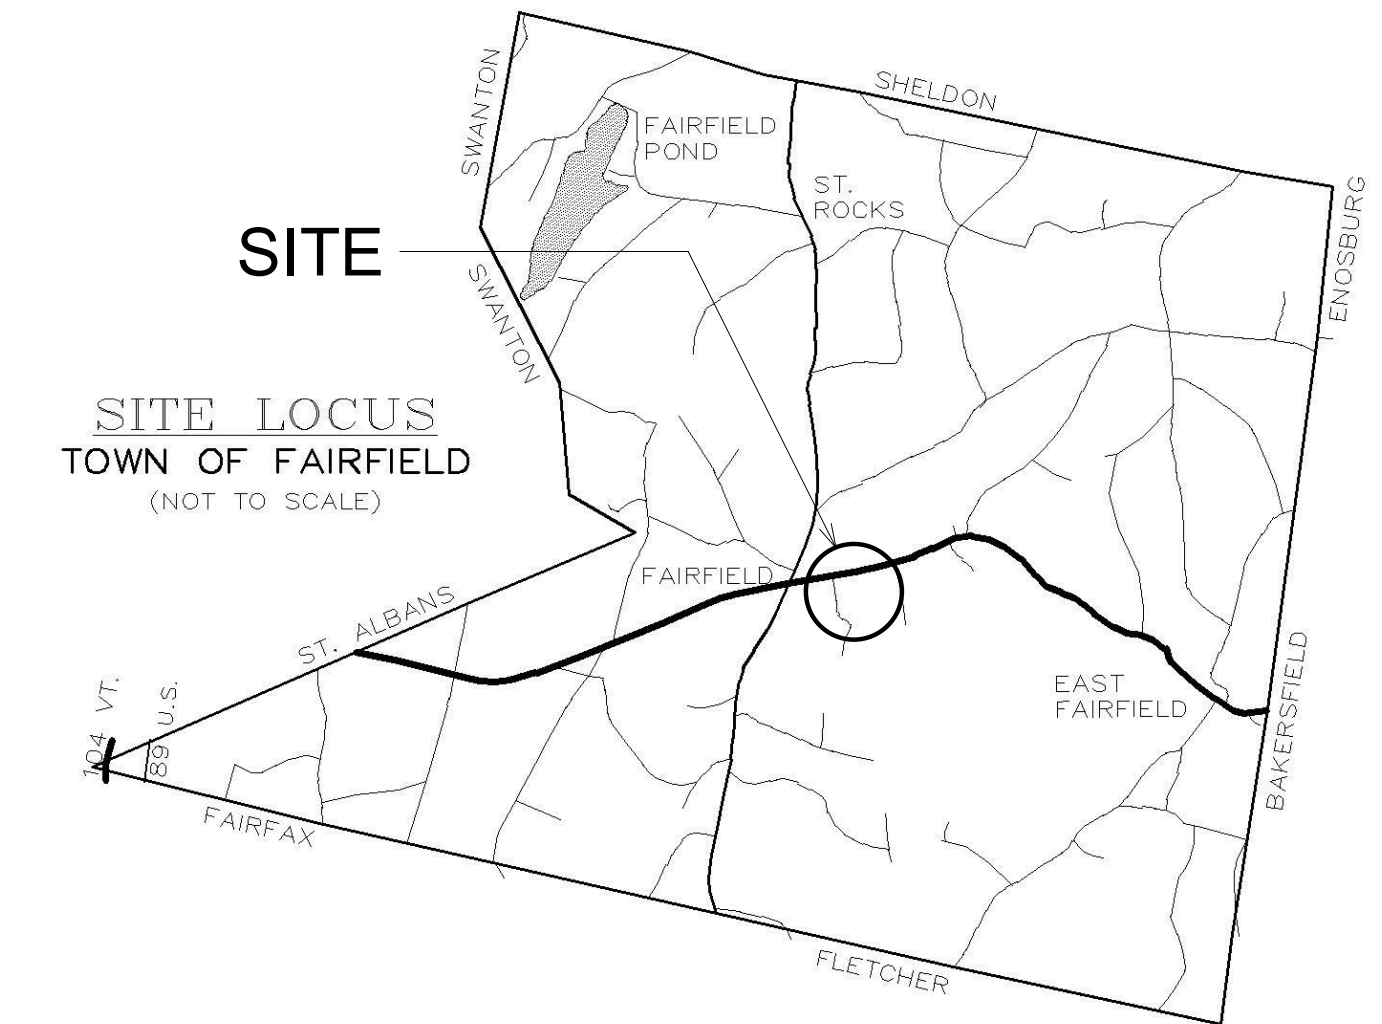 SWANTON
SHELDON
FAIRFIELD
POND
ST.
ROCKS
ENOSBURG
SITE
SWANTON
SITE LOCUS
TOWN OF FAIRFIELD
(NOT TO SCALE)
FAIRFIELD
ST. ALBANS
EAST
FAIRFIELD
BAKERSFIELD
104 VT.
89 U.S.
FAIRFAX
FLETCHER